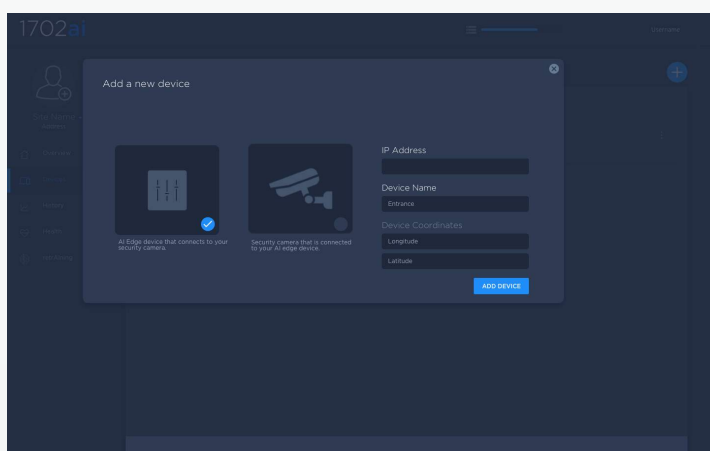 1702ai
Username
Add a new device
IP Address
Device Name
Entrance
Device Coordinates
Longitude
Latitude
AI Edge device that connects to your
security camera.
Security camera that is connected
to your AI edge device.
ADD DEVICE